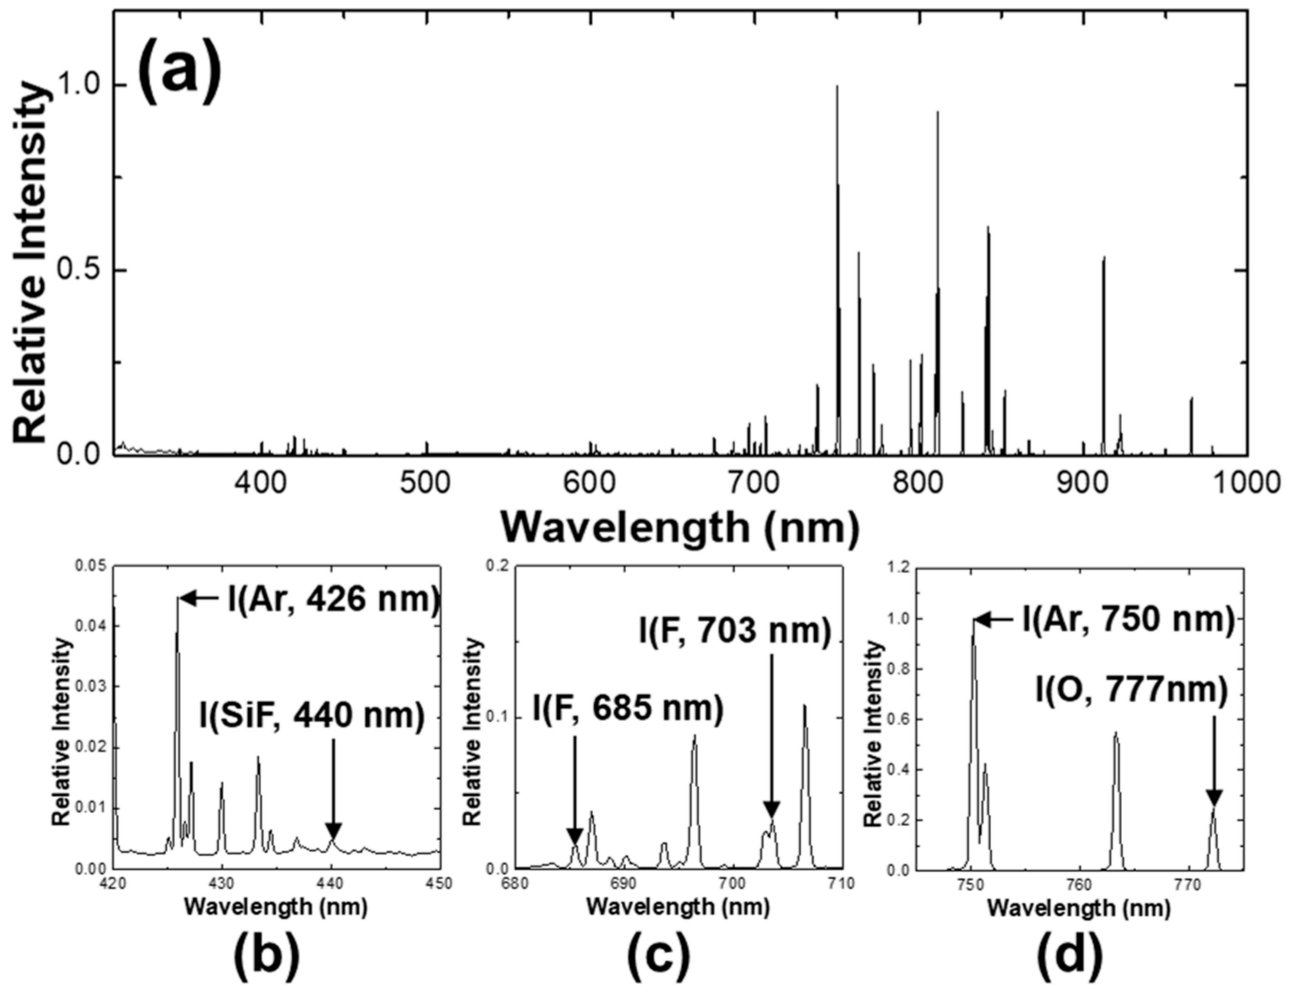 (a)
Relative Intensity
1.0
0.5
0.0
400 500 600 700 800 900 1000
Wavelength (nm)
0.05
0.04
0.03
0.02
0.01
0.00
Relative Intensity
I(Ar, 426 nm)
I(SiF, 440 nm)
420 430 440 450
Wavelength (nm)
(b)
0.2
0.1
0.0
Relative Intensity
I(F, 703 nm)
I(F, 685 nm)
680 690 700 710
Wavelength (nm)
(c)
1.2
1.0
0.8
0.6
0.4
0.2
0.0
Relative Intensity
I(Ar, 750 nm)
I(O, 777nm)
750 760 770
Wavelength (nm)
(d)